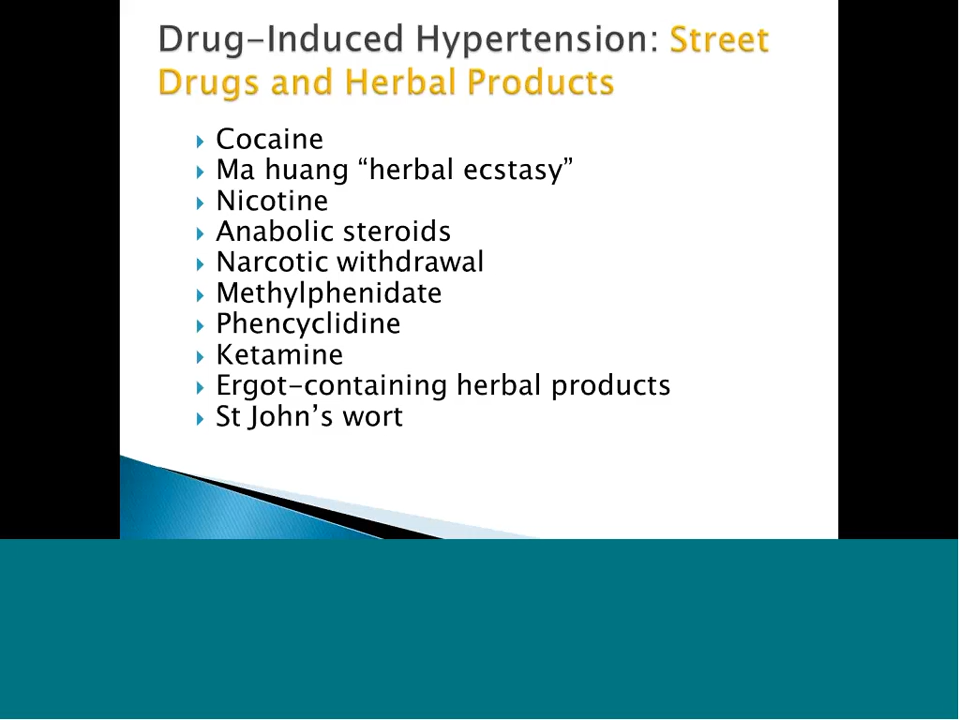 Drug-Induced Hypertension: Street
Drugs and Herbal Products
Cocaine
Ma huang “herbal ecstasy”
Nicotine
Anabolic steroids
Narcotic withdrawal
Methylphenidate
Phencyclidine
Ketamine
Ergot-containing herbal products
St John’s wort